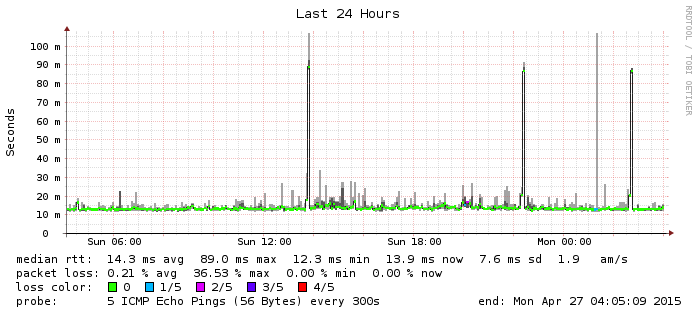 Last 24 Hours
RRDTOOL / TOBI OETIKER
Seconds
100 m
90 m
80 m
70 m
60 m
50 m
40 m
30 m
20 m
10 m
0
Sun 06:00 Sun 12:00 Sun 18:00 Mon 00:00
median rtt: 14.3 ms avg 89.0 ms max 12.3 ms min 13.9 ms now 7.6 ms sd 1.9 am/s
packet loss: 0.21 % avg 36.53 % max 0.00 % min 0.00 % now
loss color: 0 1/5 2/5 3/5 4/5
probe: 5 ICMP Echo Pings (56 Bytes) every 300s end: Mon Apr 27 04:05:09 2015